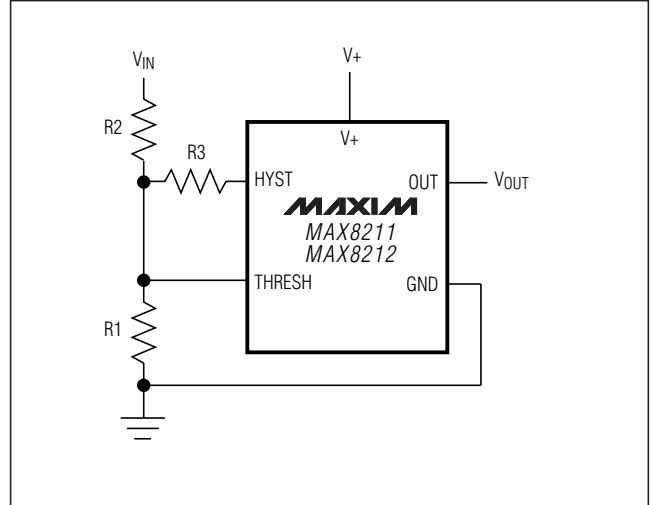 VIN
V+
R2
V+
R3
HYST
OUT
VOUT
MAXIM
MAX8211
MAX8212
THRESH
GND
R1